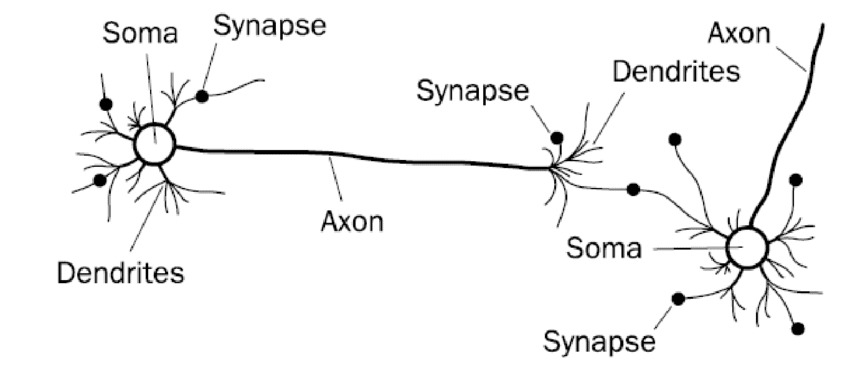 Soma
Synapse
Axon
Dendrites
Synapse
Axon
Dendrites
Soma
Synapse